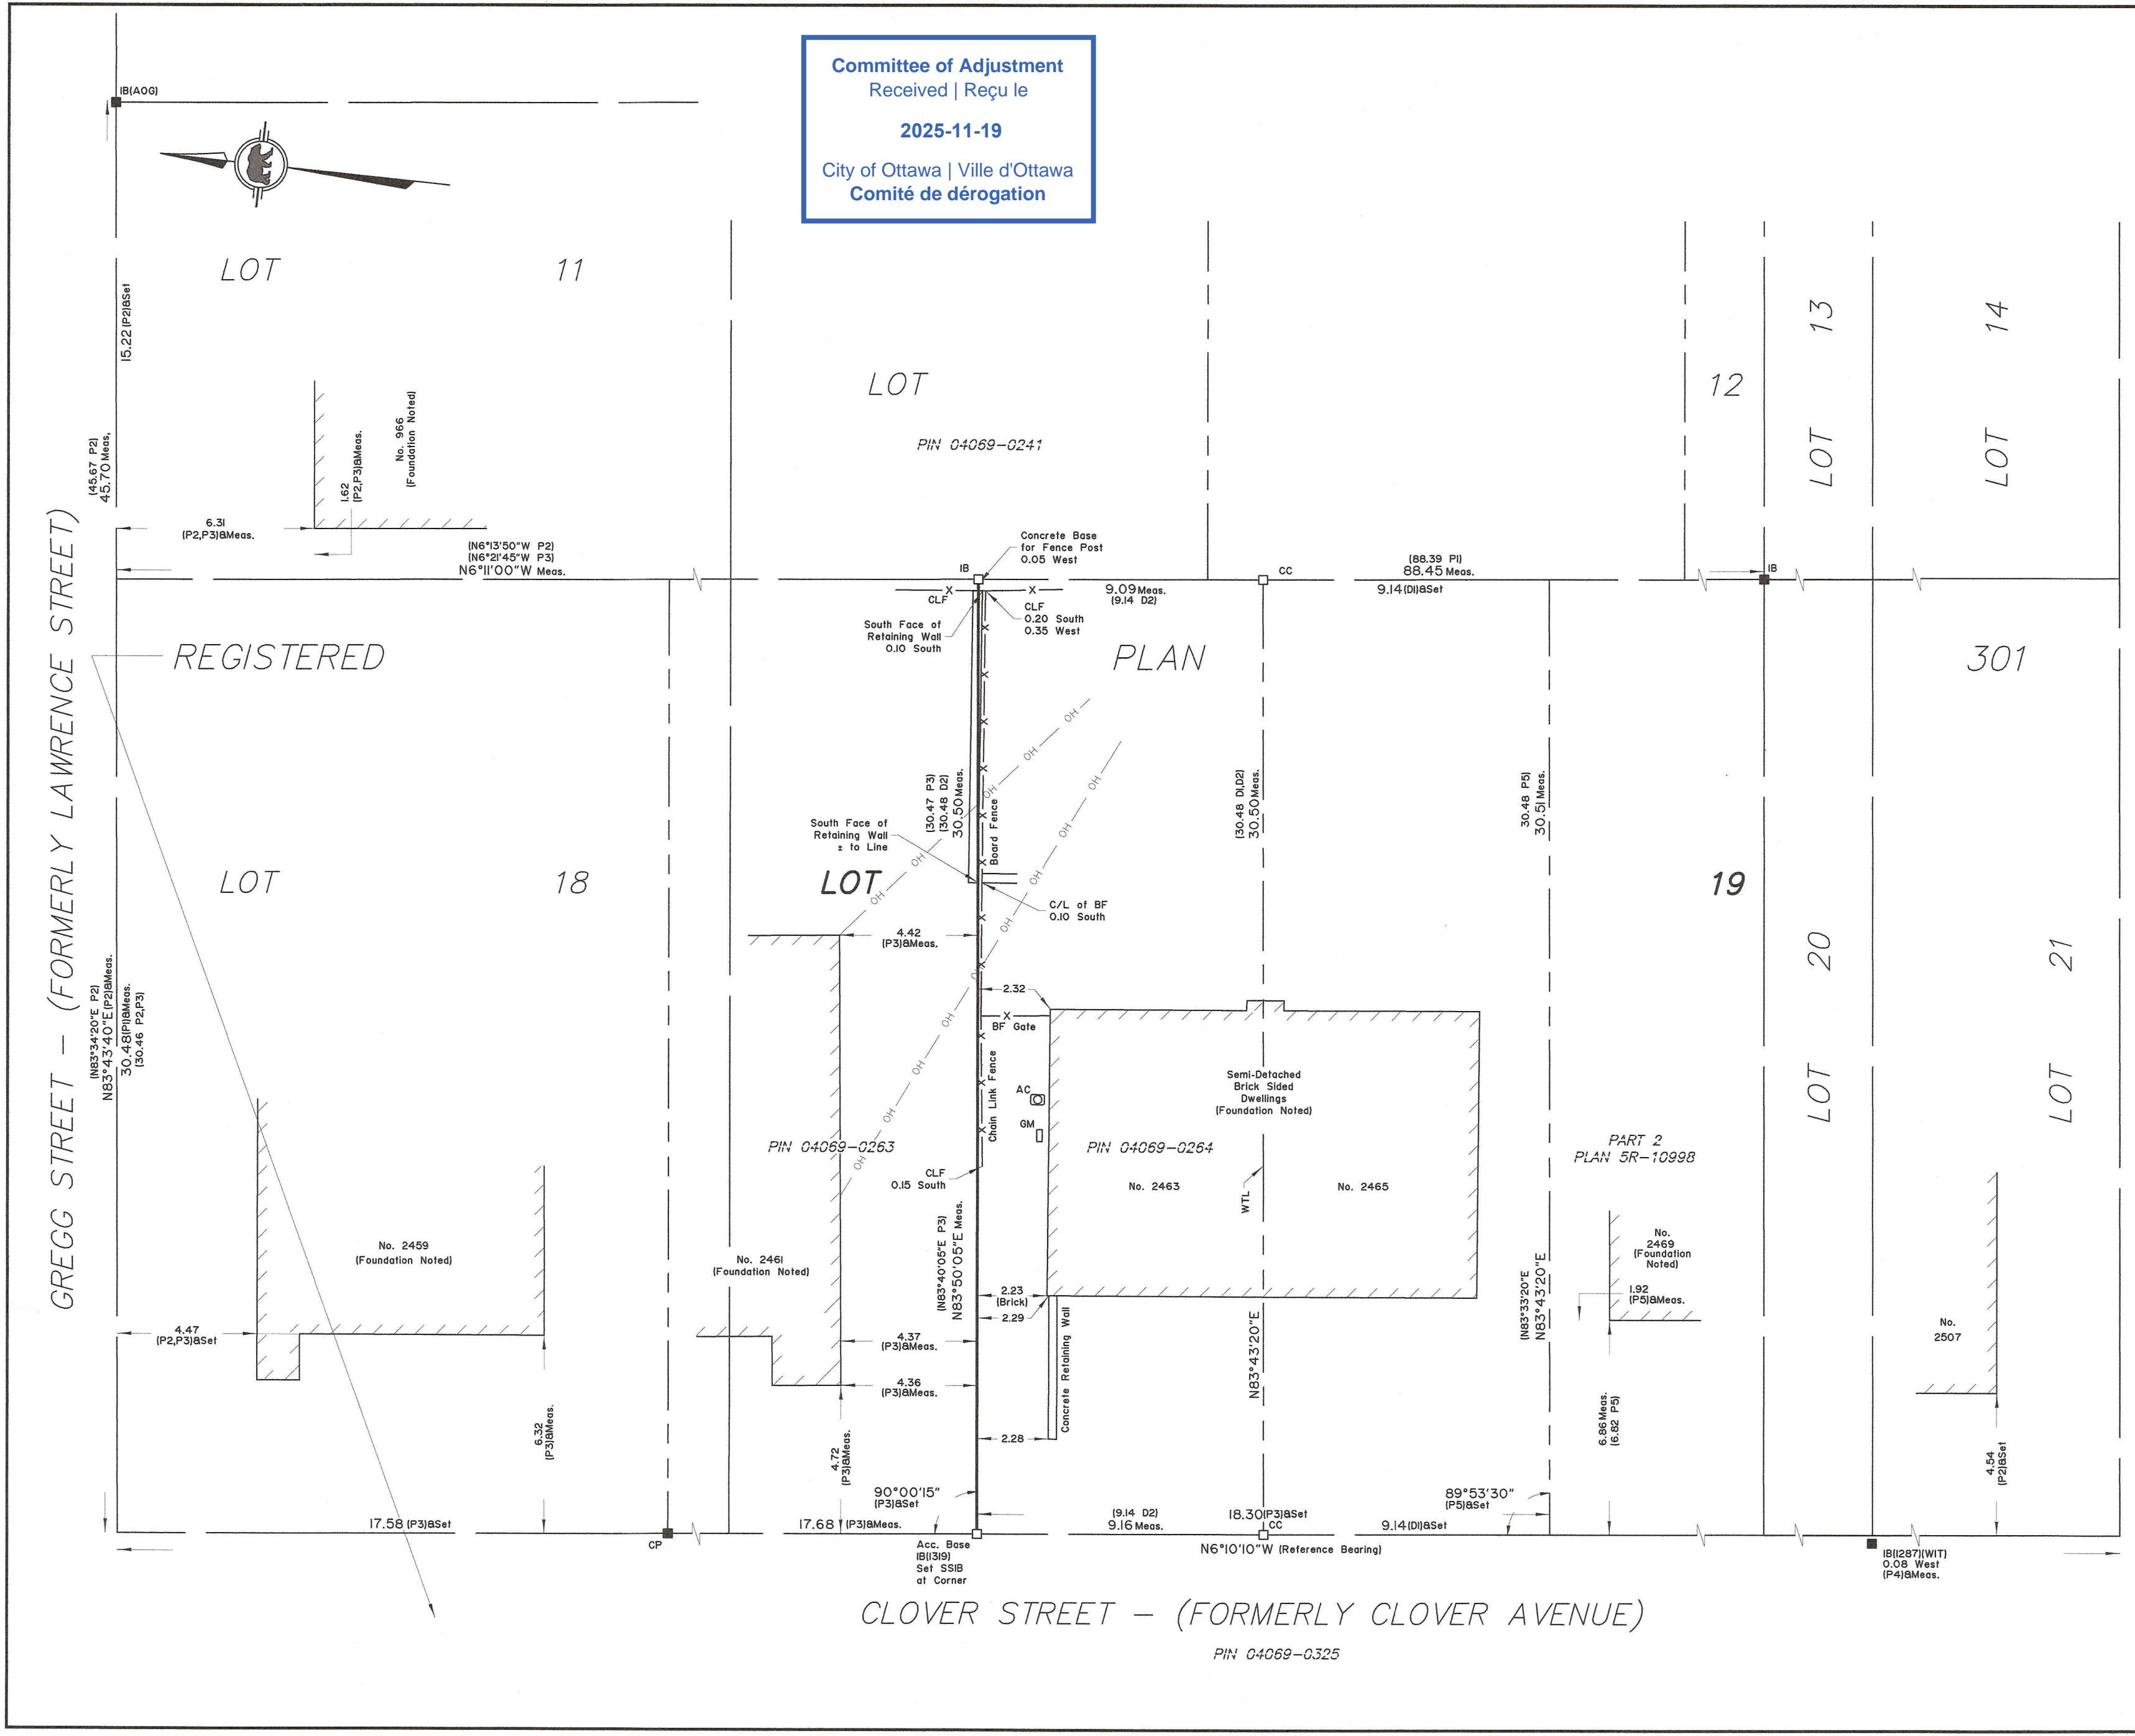 Committee of Adjustment
Received | Reçu le
2025-11-19
City of Ottawa | Ville d'Ottawa
Comité de dérogation
IB(AOG)
15.22 (P2)&Set
LOT
11
LOT
12
PIN 04069-0241
LOT 13
LOT 14
(45.67 P2)
45.70 Meas.
6.31
(P2,P3)&Meas.
1.62
(P2,P3)&Meas.
No. 966
(Foundation Noted)
(N6°13'50"W P2)
(N6°21'45"W P3)
N6°11'00"W Meas.
IB
Concrete Base
for Fence Post
0.05 West
CC
(88.39 P1)
88.45 Meas.
IB
9.09 Meas.
(9.14 D2)
9.14(D1)&Set
CLF
CLF
0.20 South
0.35 West
South Face of
Retaining Wall
0.10 South
GREGG STREET - (FORMERLY LAWRENCE STREET)
REGISTERED
PLAN
301
OH
OH
OH
OH
OH
OH
OH
OH
OH
OH
OH
OH
OH
(30.47 P3)
(30.48 D2)
30.50 Meas.
Board Fence
(30.48 D1,D2)
30.50 Meas.
30.48 P5)
30.51 Meas.
South Face of
Retaining Wall
± to Line
LOT
18
LOT
19
C/L of BF
0.10 South
LOT 20
LOT 21
4.42
(P3)&Meas.
(N83°34'20"E P2)
N83°43'40"E(P2)&Meas.
30.48(P1)&Meas.
(30.46 P2,P3)
2.32
BF Gate
Chain Link Fence
AC
GM
Semi-Detached
Brick Sided
Dwellings
(Foundation Noted)
PIN 04069-0263
PIN 04069-0264
PART 2
PLAN 5R-10998
CLF
0.15 South
No. 2463
WTL
No. 2465
(N83°40'05"E P3)
N83°50'05"E Meas.
No. 2459
(Foundation Noted)
No. 2461
(Foundation Noted)
No.
2469
(Foundation
Noted)
1.92
(P5)&Meas.
(N83°33'20"E
N83°43'20"E
2.23
(Brick)
2.29
4.47
(P2,P3)&Set
4.37
(P3)&Meas.
Concrete Retaining Wall
N83°43'20"E
No.
2507
4.36
(P3)&Meas.
6.32
(P3)&Meas.
4.72
(P3)&Meas.
2.28
6.86 Meas.
(6.82 P5)
4.54
(P2)&Set
90°00'15"
(P3)&Set
89°53'30"
(P5)&Set
17.58 (P3)&Set
17.68 (P3)&Meas.
(9.14 D2)
9.16 Meas.
18.30(P3)&Set
CC
9.14(D1)&Set
CP
Acc. Base
IB(1319)
Set SSIB
at Corner
N6°10'10"W (Reference Bearing)
IB(1287)(WIT)
0.08 West
(P4)&Meas.
CLOVER STREET - (FORMERLY CLOVER AVENUE)
PIN 04069-0325